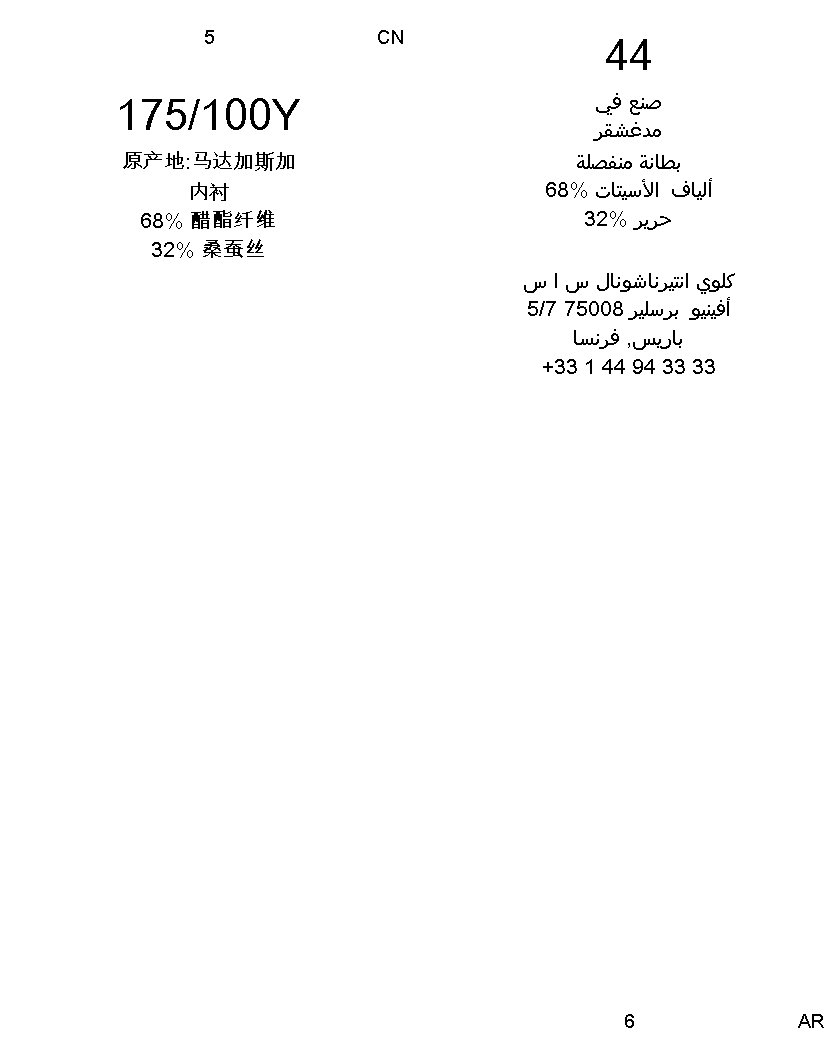 5
CN
175/100Y
原产地:马达加斯加
内衬
68% 醋酯纤维
32% 桑蚕丝
44
صنع في
مدغشقر
بطانة منفصلة
68% ألياف الأسيتات
32% حرير
كلوي انتيرناشونال س ا س
5/7 أفينيو برسلير 75008
باريس, فرنسا
+33 1 44 94 33 33
6
AR